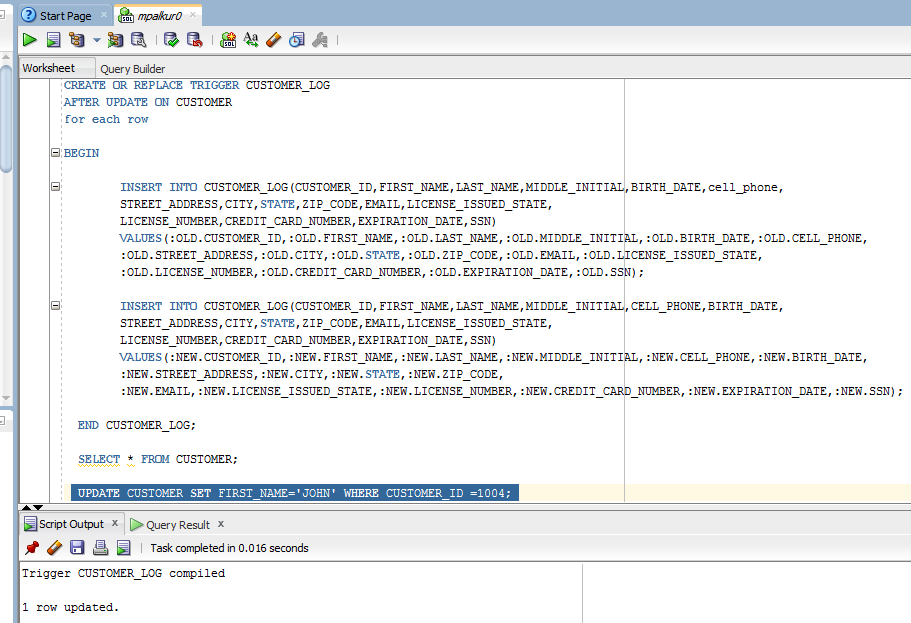 Start Page
mpalkur0
Worksheet
Query Builder
CREATE OR REPLACE TRIGGER CUSTOMER_LOG
AFTER UPDATE ON CUSTOMER
for each row
BEGIN
INSERT INTO CUSTOMER_LOG(CUSTOMER_ID,FIRST_NAME,LAST_NAME,MIDDLE_INITIAL,BIRTH_DATE,cell_phone,
STREET_ADDRESS,CITY,STATE,ZIP_CODE,EMAIL,LICENSE_ISSUED_STATE,
LICENSE_NUMBER,CREDIT_CARD_NUMBER,EXPIRATION_DATE,SSN)
VALUES(:OLD.CUSTOMER_ID,:OLD.FIRST_NAME,:OLD.LAST_NAME,:OLD.MIDDLE_INITIAL,:OLD.BIRTH_DATE,:OLD.CELL_PHONE,
:OLD.STREET_ADDRESS,:OLD.CITY,:OLD.STATE,:OLD.ZIP_CODE,:OLD.EMAIL,:OLD.LICENSE_ISSUED_STATE,
:OLD.LICENSE_NUMBER,:OLD.CREDIT_CARD_NUMBER,:OLD.EXPIRATION_DATE,:OLD.SSN);
INSERT INTO CUSTOMER_LOG(CUSTOMER_ID,FIRST_NAME,LAST_NAME,MIDDLE_INITIAL,CELL_PHONE,BIRTH_DATE,
STREET_ADDRESS,CITY,STATE,ZIP_CODE,EMAIL,LICENSE_ISSUED_STATE,
LICENSE_NUMBER,CREDIT_CARD_NUMBER,EXPIRATION_DATE,SSN)
VALUES(:NEW.CUSTOMER_ID,:NEW.FIRST_NAME,:NEW.LAST_NAME,:NEW.MIDDLE_INITIAL,:NEW.CELL_PHONE,:NEW.BIRTH_DATE,
:NEW.STREET_ADDRESS,:NEW.CITY,:NEW.STATE,:NEW.ZIP_CODE,
:NEW.EMAIL,:NEW.LICENSE_ISSUED_STATE,:NEW.LICENSE_NUMBER,:NEW.CREDIT_CARD_NUMBER,:NEW.EXPIRATION_DATE,:NEW.SSN);
END CUSTOMER_LOG;
SELECT * FROM CUSTOMER;
UPDATE CUSTOMER SET FIRST_NAME='JOHN' WHERE CUSTOMER_ID =1004;
Script Output
Query Result
Task completed in 0.016 seconds
Trigger CUSTOMER_LOG compiled
1 row updated.